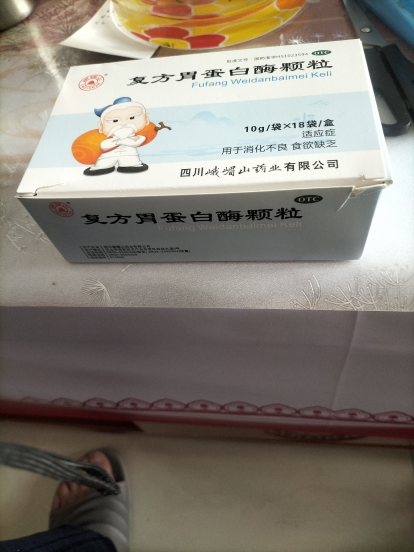 OTC
复方胃蛋白酶颗粒
Fufang Weidanbaimei Keli
10g/袋×18袋/盒
适应症
用于消化不良 食欲缺乏
四川峨嵋山药业有限公司
OTC
复方胃蛋白酶颗粒
Fufang Weidanbaimei Keli